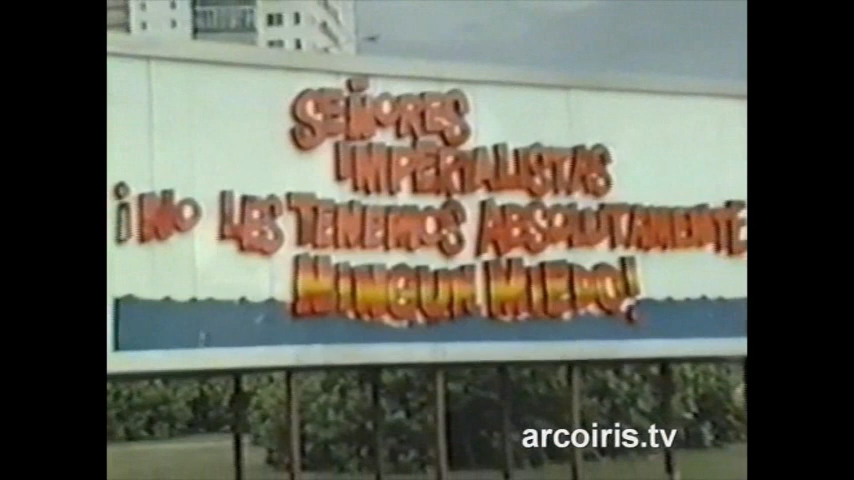 SEÑORES
IMPERIALISTAS
¡NO LES TENEMOS ABSOLUTAMENTE
NINGUN MIEDO!
arcoiris.tv